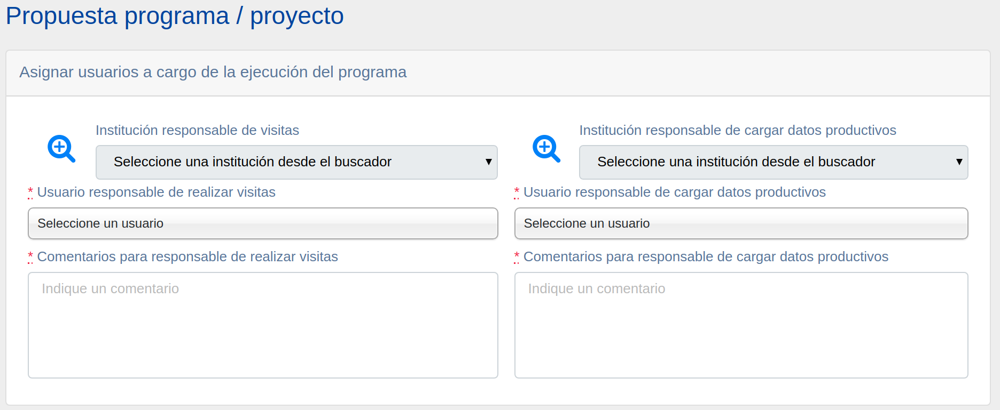 Propuesta programa / proyecto
Asignar usuarios a cargo de la ejecución del programa
Institución responsable de visitas
Seleccione una institución desde el buscador
* Usuario responsable de realizar visitas
Seleccione un usuario
* Comentarios para responsable de realizar visitas
Indique un comentario
Institución responsable de cargar datos productivos
Seleccione una institución desde el buscador
* Usuario responsable de cargar datos productivos
Seleccione un usuario
* Comentarios para responsable de cargar datos productivos
Indique un comentario